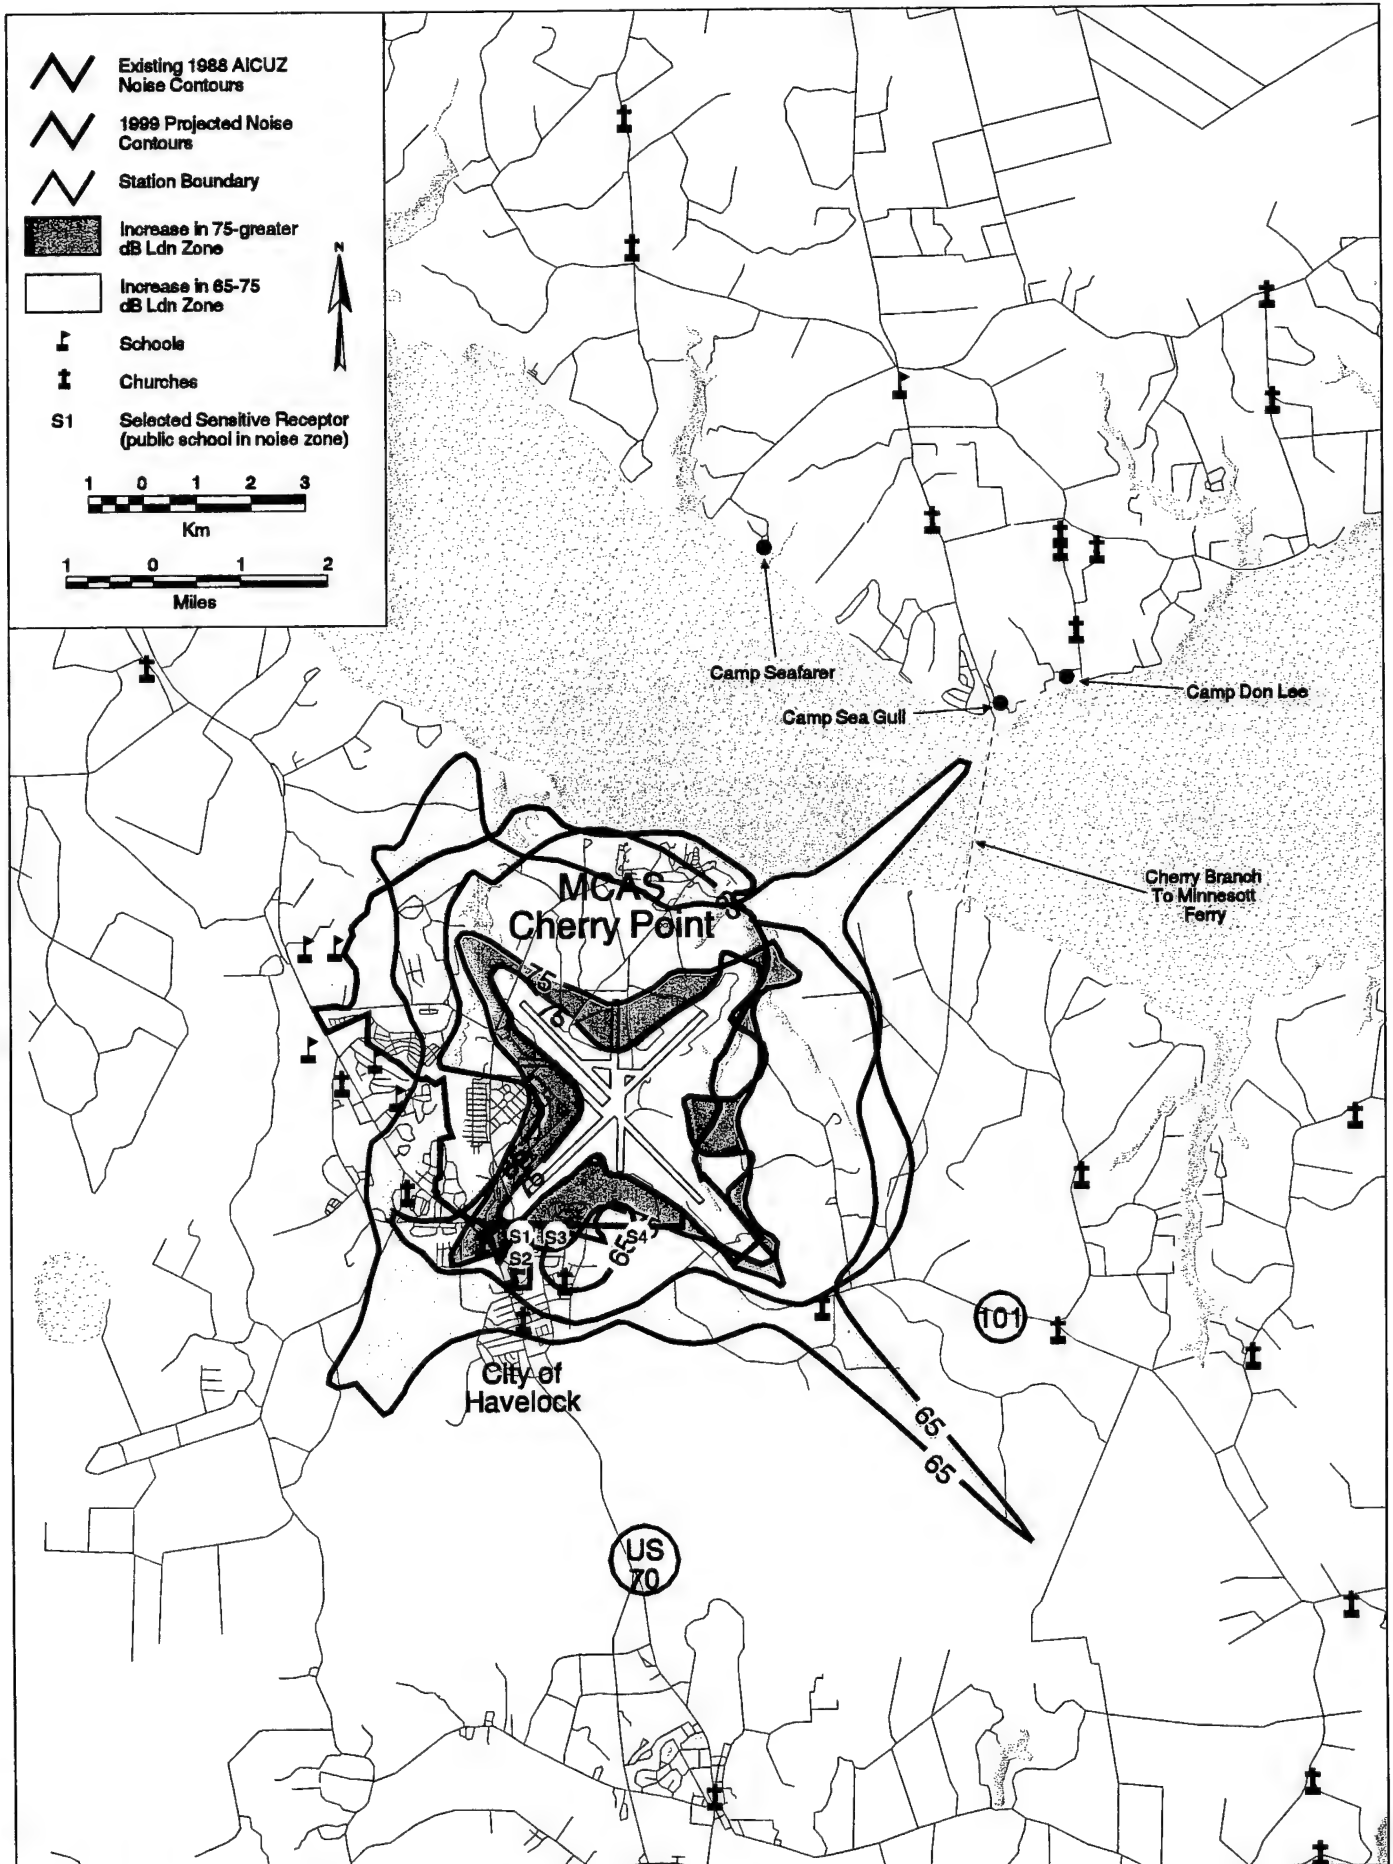 Existing 1988 AICUZ
Noise Contours
1999 Projected Noise
Contours
Station Boundary
Increase in 75-greater
dB Ldn Zone
N
Increase in 65-75
dB Ldn Zone
Schools
Churches
S1
Selected Sensitive Receptor
(public school in noise zone)
1 0 1 2 3
Km
1 0 1 2
Miles
Camp Seafarer
Camp Don Lee
Camp Sea Gull
Cherry Branch
To Minnesott
Ferry
MCAS
Cherry Point
65
75
75
75
S1 S3 S4
S2
65
101
City of
Havelock
65
65
US
70